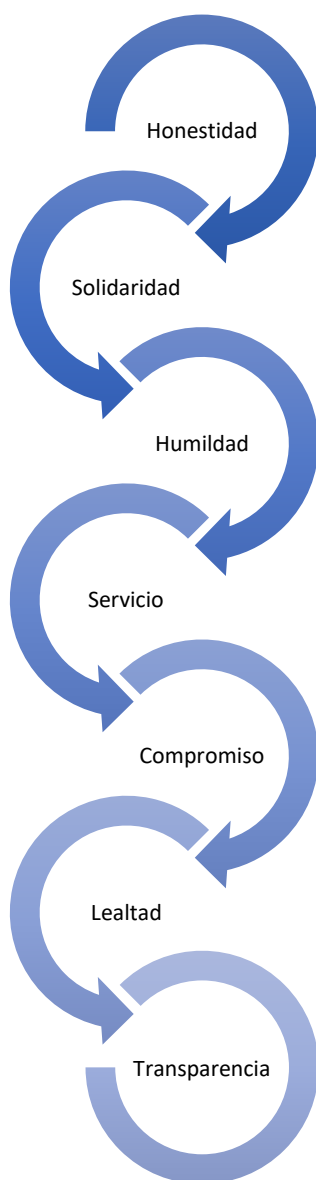 Honestidad
Solidaridad
Humildad
Servicio
Compromiso
Lealtad
Transparencia